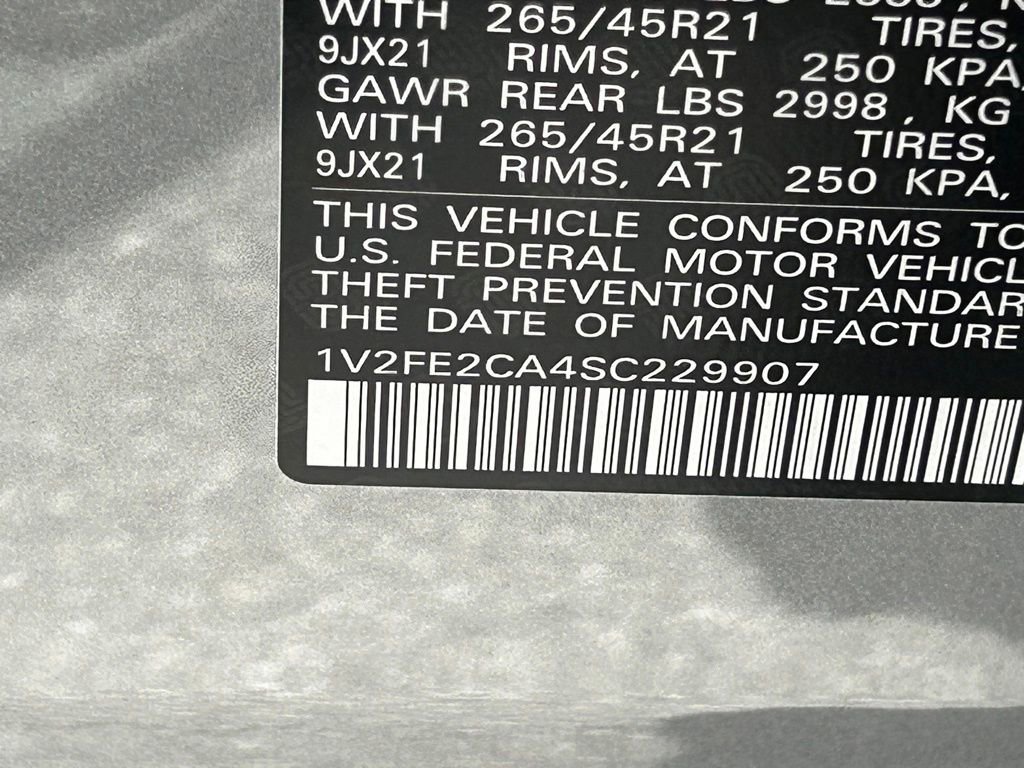 WITH 265/45R21 TIRES,
9JX21 RIMS, AT 250 KPA,
GAWR REAR LBS 2998, KG
WITH 265/45R21 TIRES,
9JX21 RIMS, AT 250 KPA,
THIS VEHICLE CONFORMS TO
U.S. FEDERAL MOTOR VEHICL
THEFT PREVENTION STANDAR
THE DATE OF MANUFACTURE
1V2FE2CA4SC229907